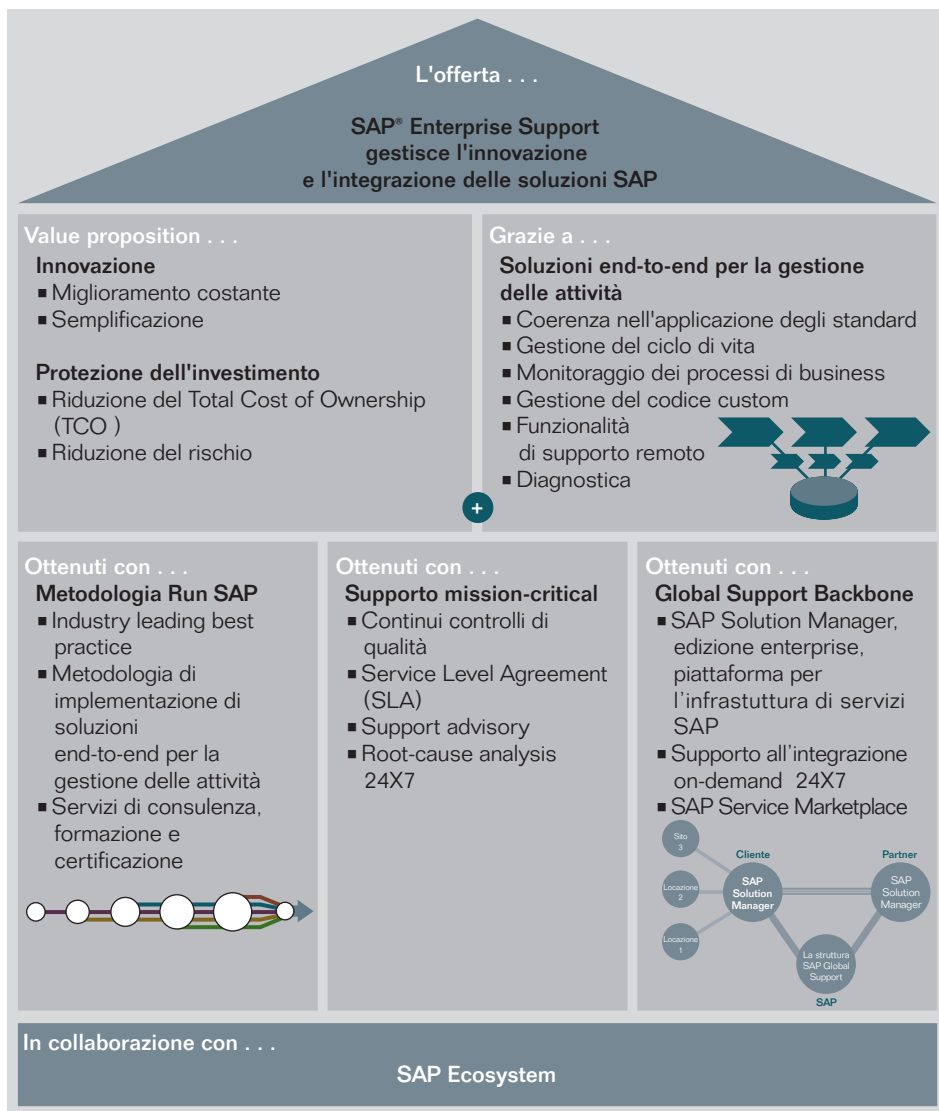 L'offerta . . .
SAP® Enterprise Support
gestisce l'innovazione
e l'integrazione delle soluzioni SAP
Value proposition . . .
Innovazione
▪ Miglioramento costante
▪ Semplificazione
Protezione dell'investimento
▪ Riduzione del Total Cost of Ownership
(TCO )
▪ Riduzione del rischio
Grazie a . . .
Soluzioni end-to-end per la gestione
delle attività
▪ Coerenza nell'applicazione degli standard
▪ Gestione del ciclo di vita
▪ Monitoraggio dei processi di business
▪ Gestione del codice custom
▪ Funzionalità
di supporto remoto
▪ Diagnostica
+
Ottenuti con . . .
Metodologia Run SAP
▪ Industry leading best
practice
▪ Metodologia di
implementazione di
soluzioni
end-to-end per la
gestione delle attività
▪ Servizi di consulenza,
formazione e
certificazione
Ottenuti con . . .
Supporto mission-critical
▪ Continui controlli di
qualità
▪ Service Level Agreement
(SLA)
▪ Support advisory
▪ Root-cause analysis
24X7
Ottenuti con . . .
Global Support Backbone
▪ SAP Solution Manager,
edizione enterprise,
piattaforma per
l'infrastuttura di servizi
SAP
▪ Supporto all'integrazione
on-demand 24X7
▪ SAP Service Marketplace
Sito
3
Cliente
Partner
SAP
Solution
Manager
SAP
Solution
Manager
Locazione
2
Locazione
1
La struttura
SAP Global
Support
SAP
In collaborazione con . . .
SAP Ecosystem